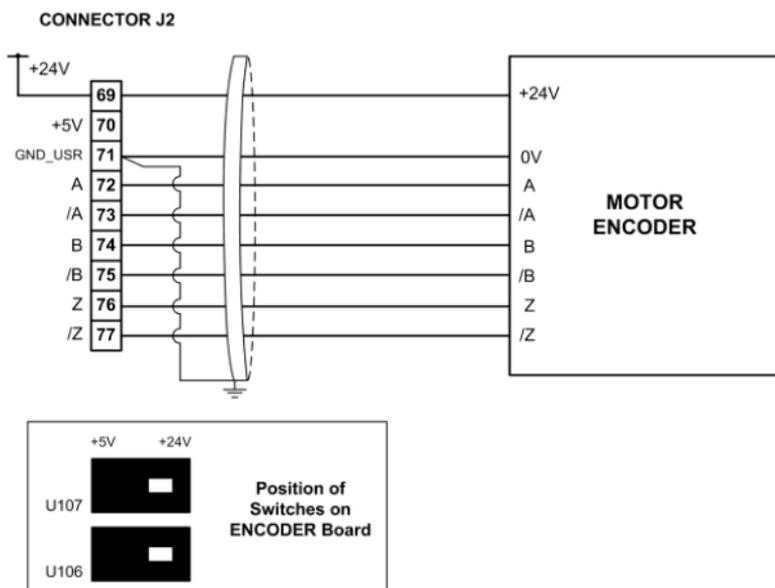 CONNECTOR J2
+24V
69
+24V
+5V 70
GND_USR 71 0V
A 72 A
/A 73 /A
B 74 B
/B 75 /B
Z 76 Z
/Z 77 /Z
MOTOR
ENCODER
+5V +24V
U107
U106
Position of
Switches on
ENCODER Board